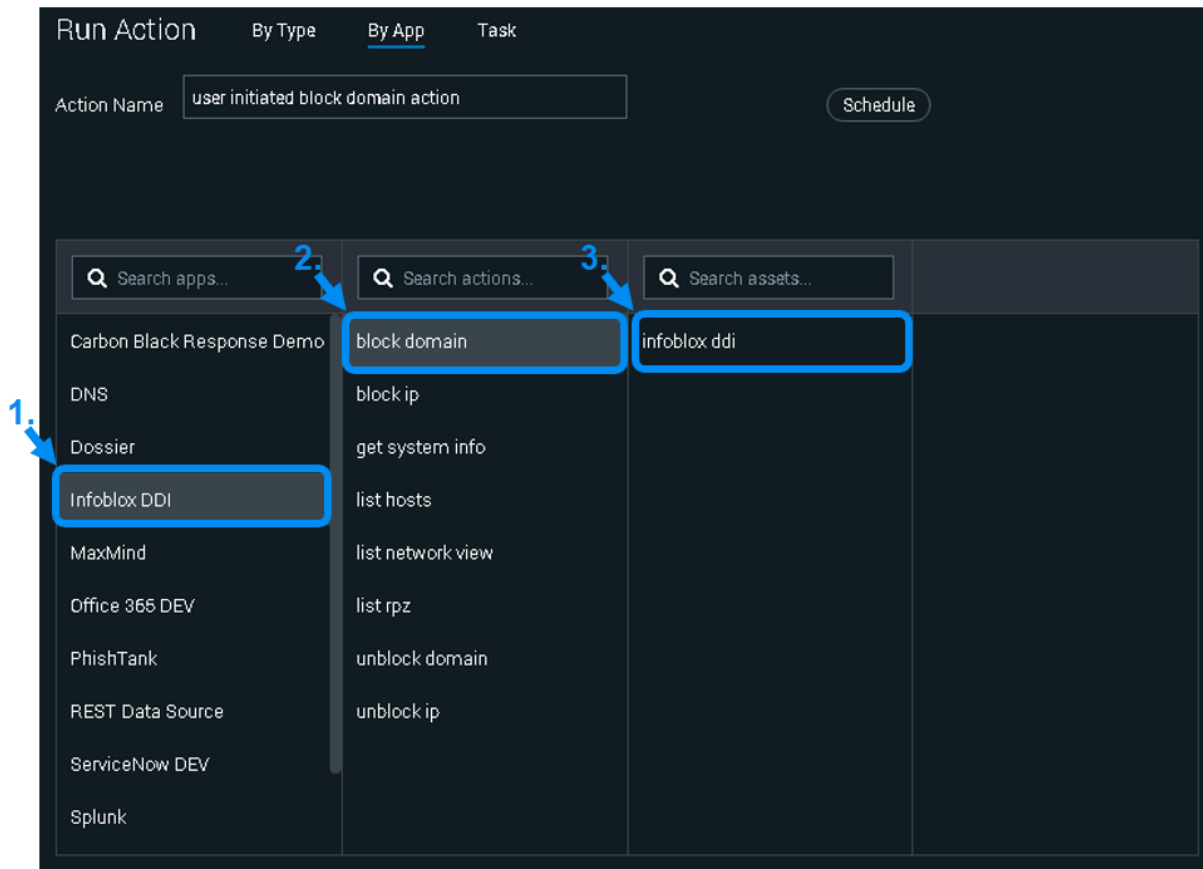 Run Action By Type By App Task
Action Name user initiated block domain action Schedule
2. 3.
Search apps... Search actions... Search assets...
Carbon Black Response Demo block domain infoblox ddi
1.
DNS block ip
Dossier get system info
Infoblox DDI list hosts
MaxMind list network view
Office 365 DEV list rpz
PhishTank unblock domain
REST Data Source unblock ip
ServiceNow DEV
Splunk